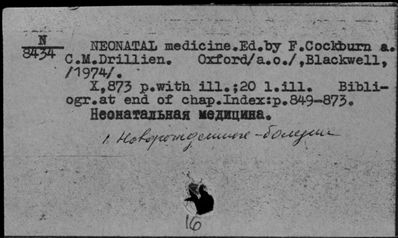 N
8434
NEONATAL medicine.Ed.by F.Cockburn a.
C.M.Drillien. Oxford/a.o./,Blackwell,
/1974/.
X,873 p.with ill.;20 l.ill. Bibli-
ogr.at end of chap.Index:p.849-873.
Неонатальная медицина.
1. Новорожденные - болезни
16